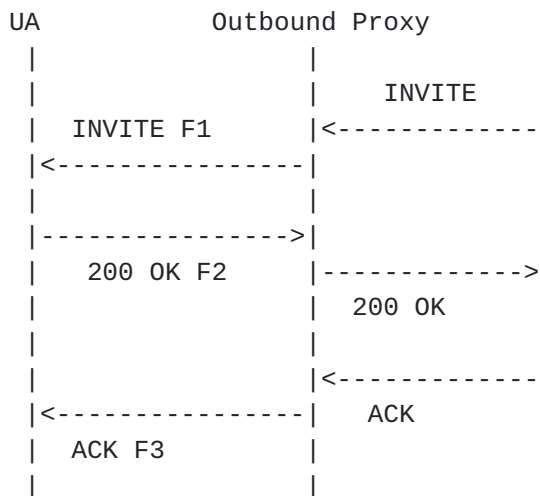 UA Outbound Proxy
INVITE
INVITE F1
200 OK F2
200 OK
ACK
ACK F3